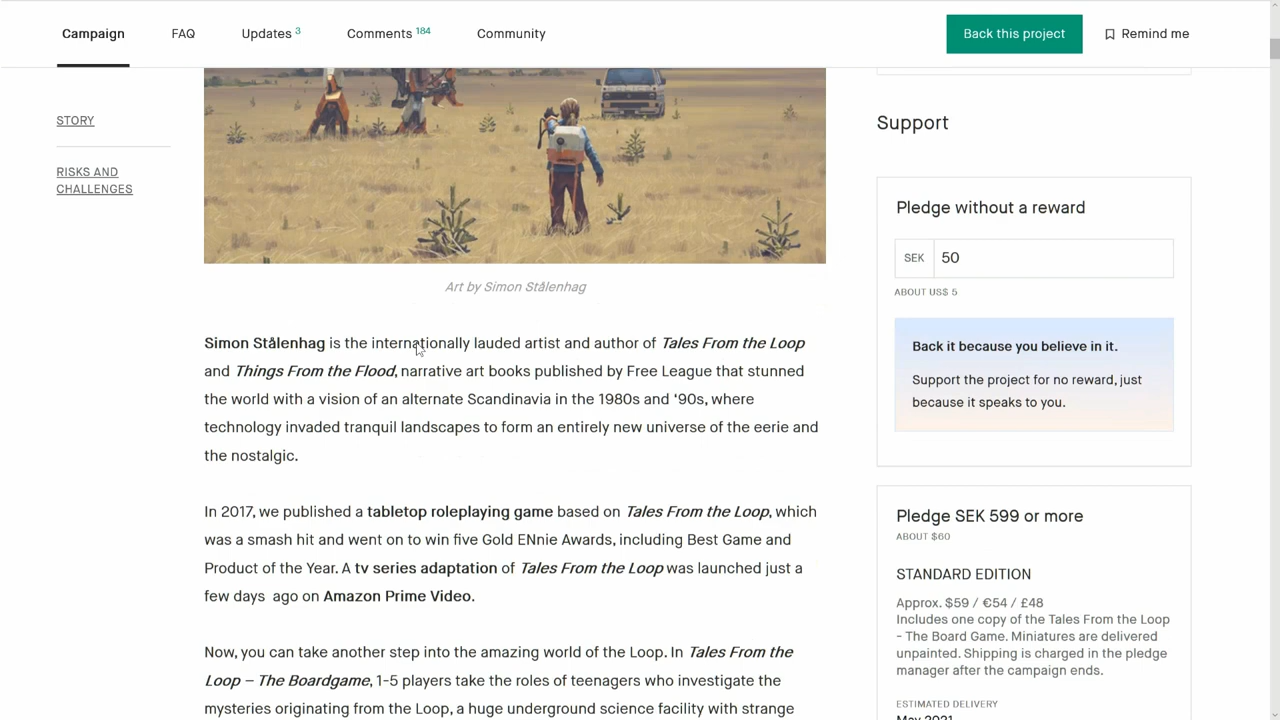 Campaign FAQ Updates 3 Comments 184 Community Back this project Remind me
STORY
RISKS AND
CHALLENGES
Art by Simon Stålenhag
Simon Stålenhag is the internationally lauded artist and author of Tales From the Loop
and Things From the Flood, narrative art books published by Free League that stunned
the world with a vision of an alternate Scandinavia in the 1980s and ‘90s, where
technology invaded tranquil landscapes to form an entirely new universe of the eerie and
the nostalgic.
In 2017, we published a tabletop roleplaying game based on Tales From the Loop, which
was a smash hit and went on to win five Gold ENnie Awards, including Best Game and
Product of the Year. A tv series adaptation of Tales From the Loop was launched just a
few days ago on Amazon Prime Video.
Now, you can take another step into the amazing world of the Loop. In Tales From the
Loop – The Boardgame, 1-5 players take the roles of teenagers who investigate the
mysteries originating from the Loop, a huge underground science facility with strange
Support
Pledge without a reward
SEK 50
ABOUT US$ 5
Back it because you believe in it.
Support the project for no reward, just
because it speaks to you.
Pledge SEK 599 or more
ABOUT $60
STANDARD EDITION
Approx. $59 / €54 / £48
Includes one copy of the Tales From the Loop
- The Board Game. Miniatures are delivered
unpainted. Shipping is charged in the pledge
manager after the campaign ends.
ESTIMATED DELIVERY
May 2021